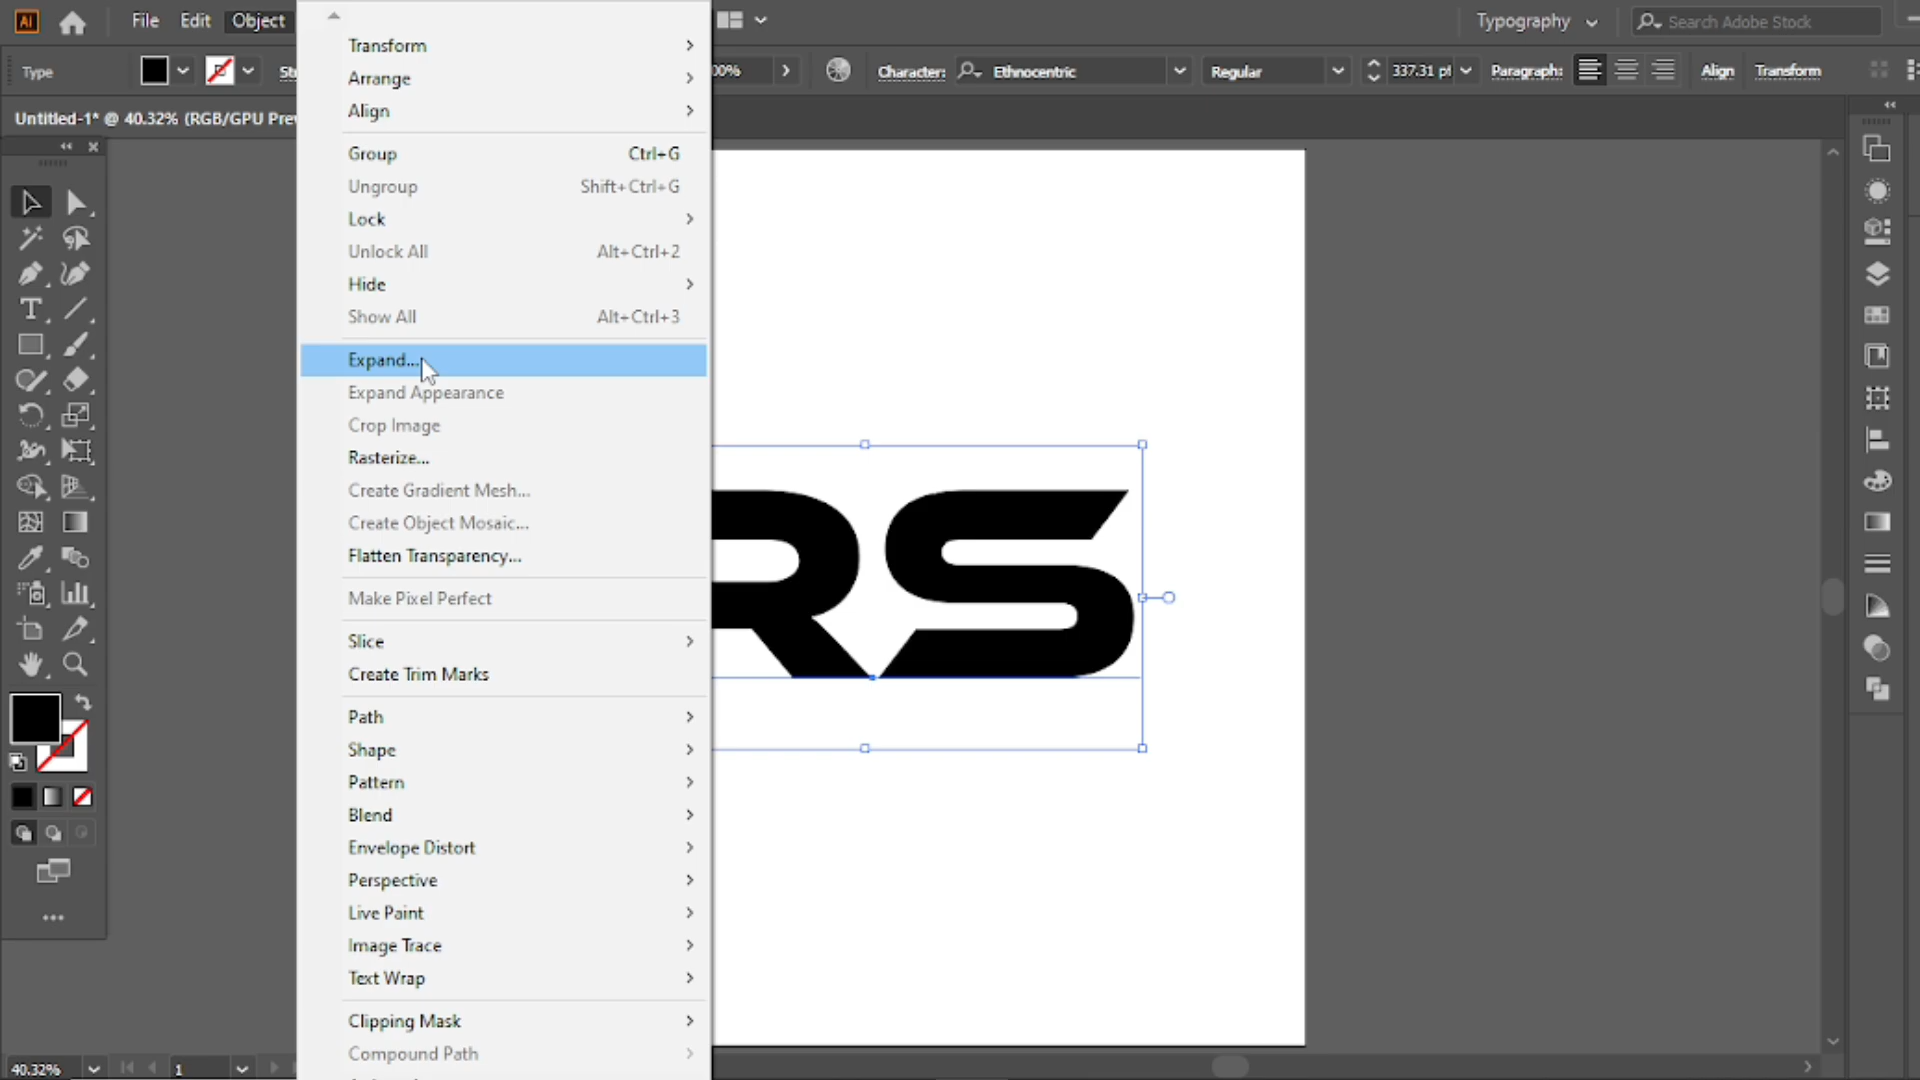 Ai File Edit Object Typography Search Adobe Stock
Type Character: Ethnocentric Regular 337.31 pt Paragraph: Align Transform
Untitled-1* @ 40.32% (RGB/GPU
Transform
Arrange
Align
Group Ctrl+G
Ungroup Shift+Ctrl+G
Lock
Unlock All Alt+Ctrl+2
Hide
Show All Alt+Ctrl+3
Expand...
Expand Appearance
Crop Image
Rasterize...
Create Gradient Mesh...
Create Object Mosaic...
Flatten Transparency...
Make Pixel Perfect
Slice
Create Trim Marks
Path
Shape
Pattern
Blend
Envelope Distort
Perspective
Live Paint
Image Trace
Text Wrap
Clipping Mask
Compound Path
RS
40.32% 1